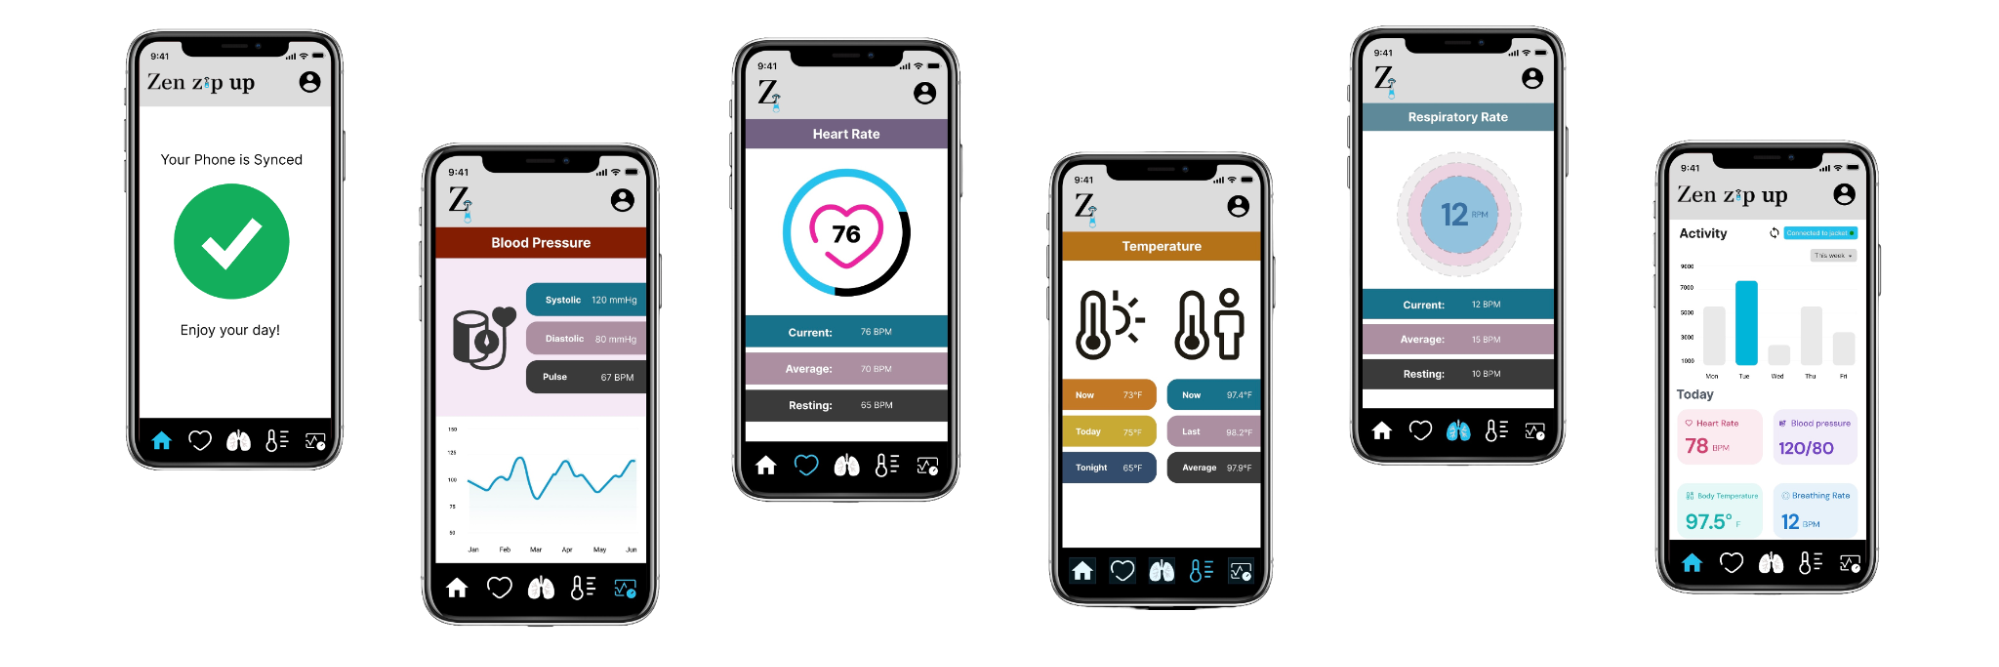 9:41
Zen zip up
Your Phone is Synced
Enjoy your day!
9:41
Z
Blood Pressure
Systolic 120 mmHg
Diastolic 80 mmHg
Pulse 67 BPM
150
125
100
75
50
Jan Feb Mar Apr May Jun
9:41
Z
Heart Rate
76
Current: 76 BPM
Average: 70 BPM
Resting: 65 BPM
9:41
Z
Temperature
Now 73°F
Today 75°F
Tonight 65°F
Now 97.4°F
Last 98.2°F
Average 97.9°F
9:41
Z
Respiratory Rate
12 RPM
Current: 12 BPM
Average: 15 BPM
Resting: 10 BPM
9:41
Zen zip up
Activity
Connected to jacket
This week
9000
7000
5000
3000
1000
Mon Tue Wed Thu Fri
Today
Heart Rate
78 BPM
Blood pressure
120/80
Body Temperature
97.5° F
Breathing Rate
12 BPM